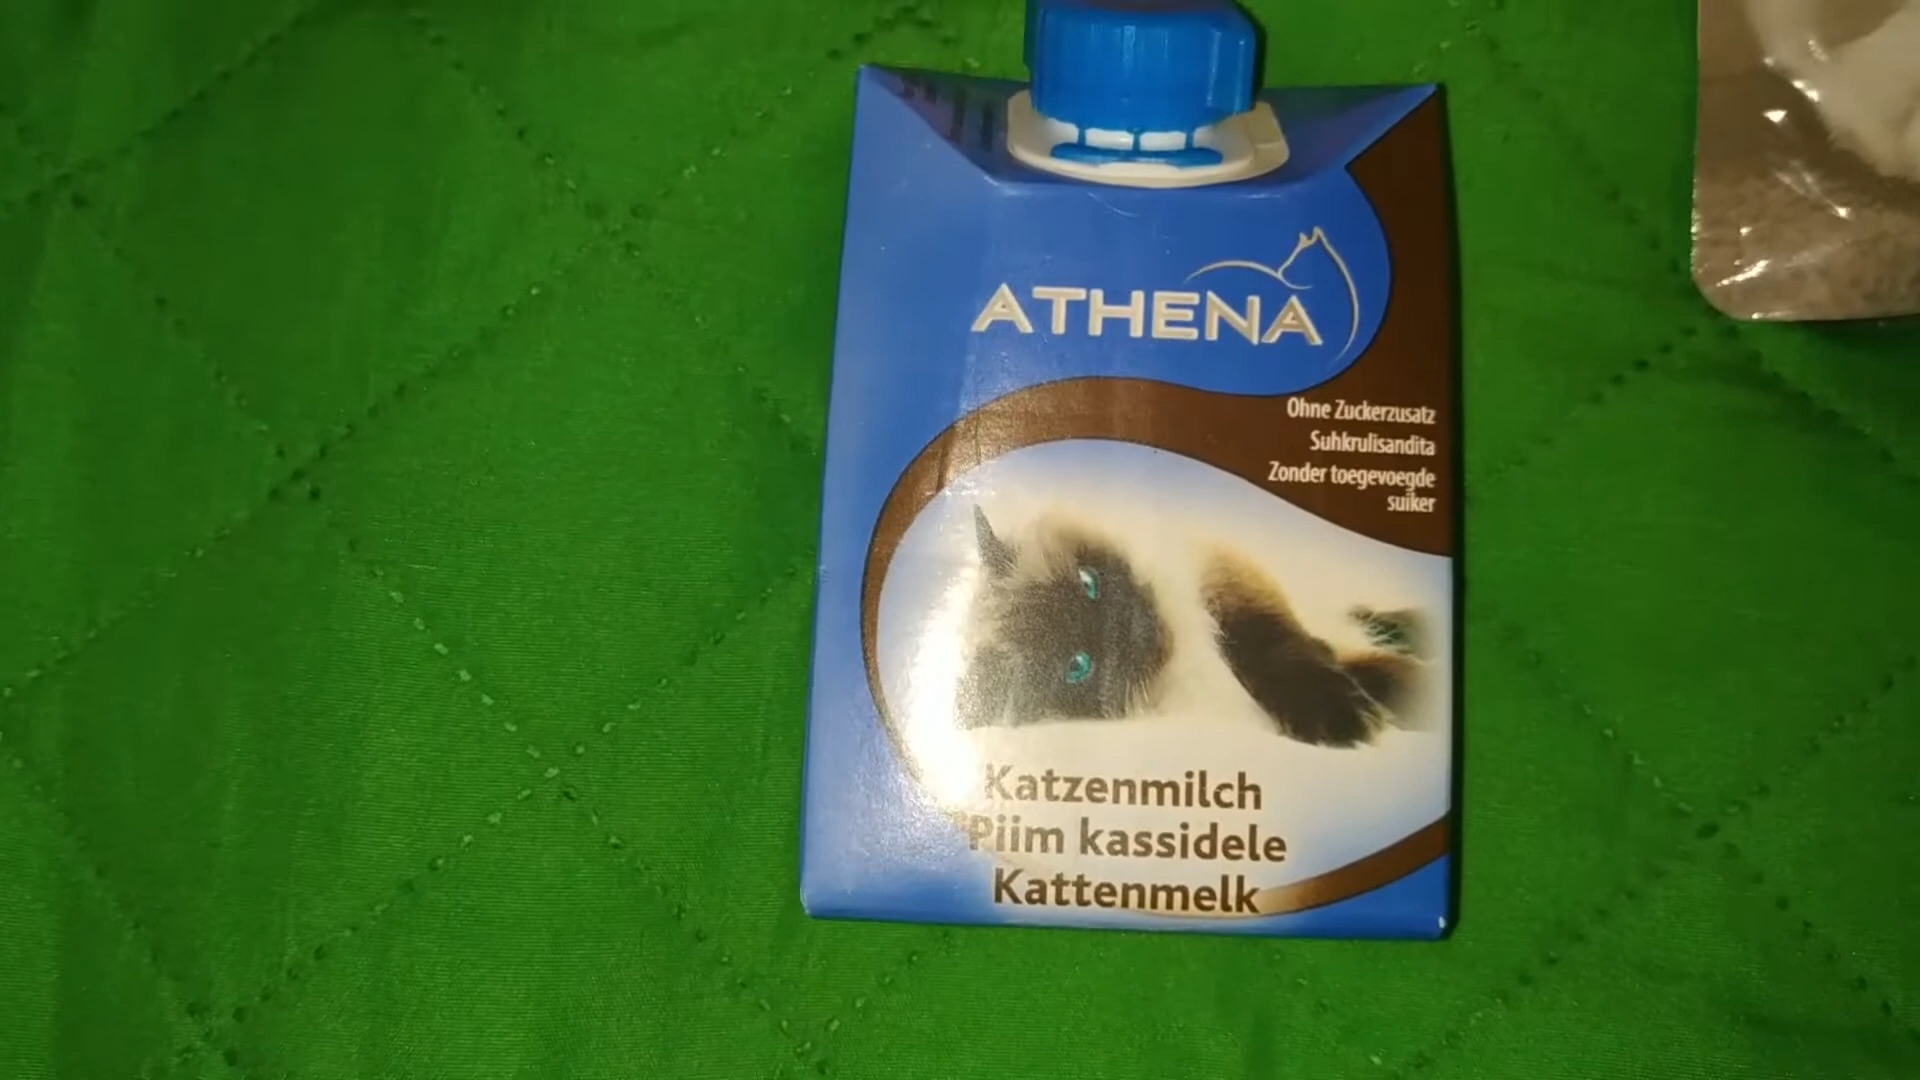 ATHENA
Ohne Zuckerzusatz
Suhkrulisandita
Zonder toegevoegde
suiker
Katzenmilch
Piim kassidele
Kattenmelk